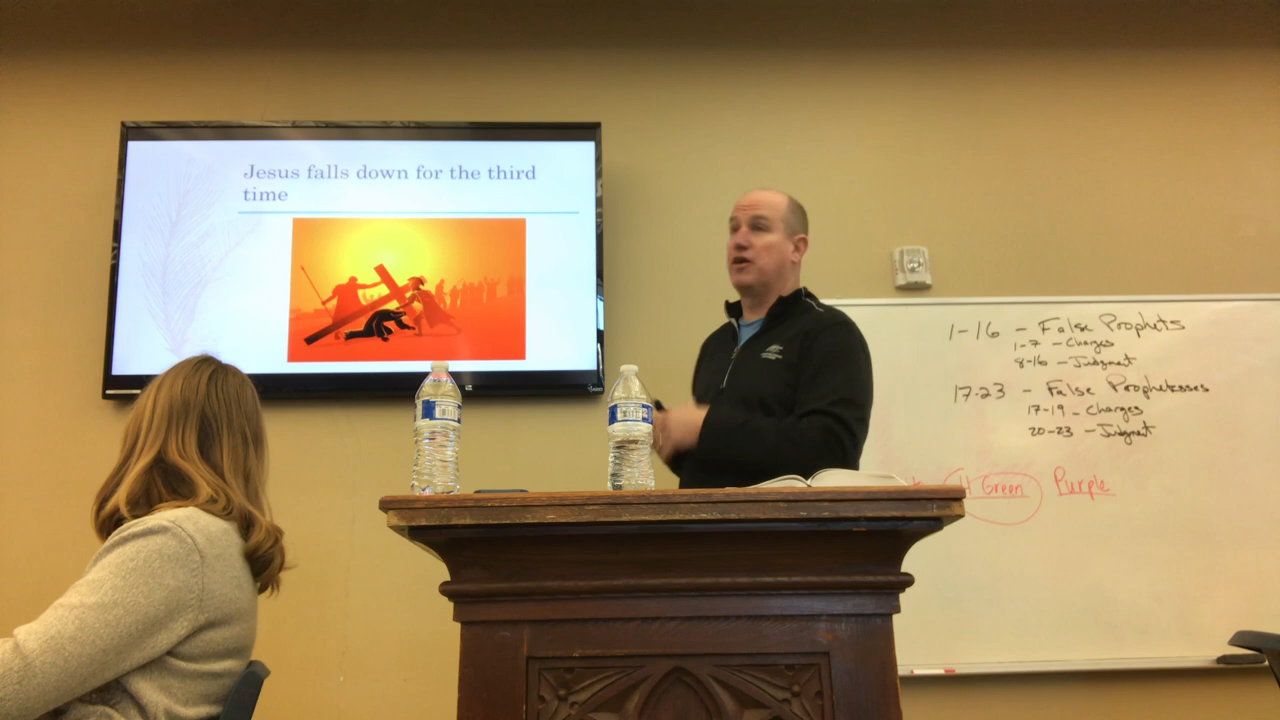 Jesus falls down for the third
time
1-16 - False Prophets
1-7 - Charges
8-16 - Judgment
17-23 - False Prophetesses
17-19 - Charges
20-23 - Judgment
Green Purple